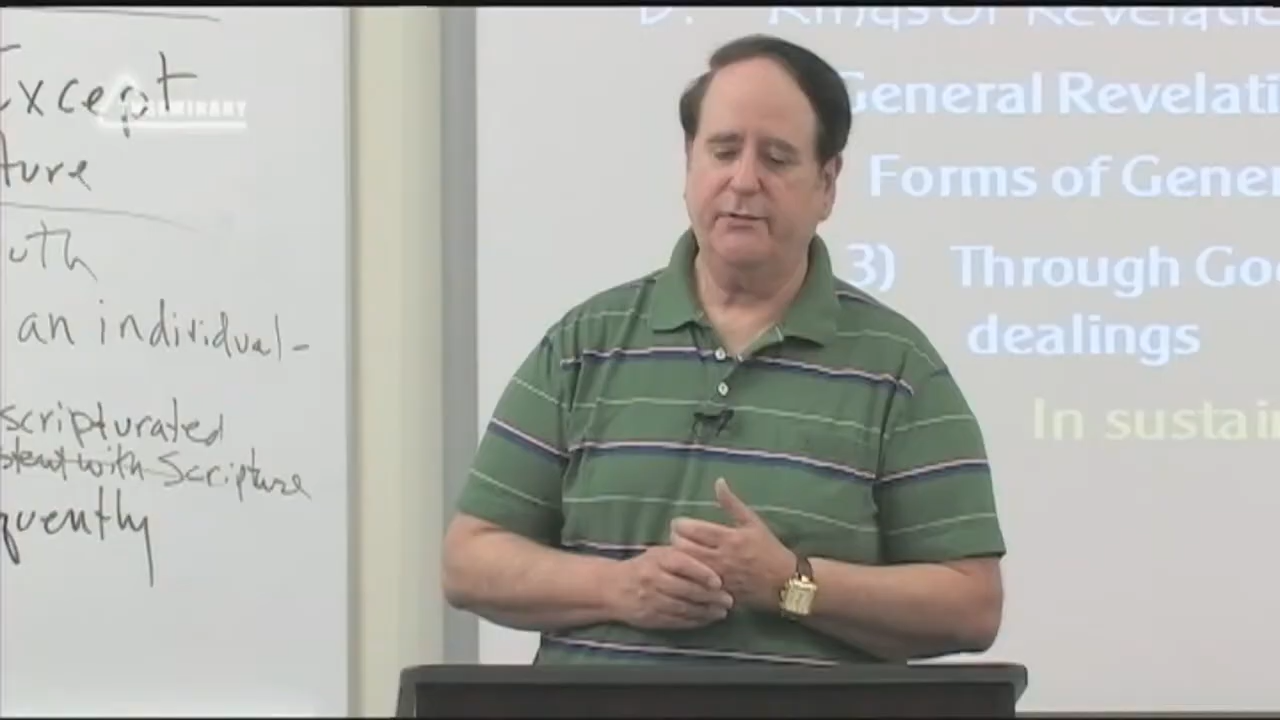 Except
ture
uth
an individual-
scripturated
stent with Scripture
quently
D. Kinds of Revelatio
General Revelati
Forms of Gener
3) Through Go
dealings
In sustai